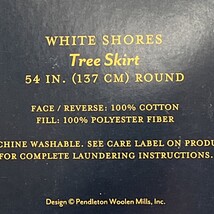 WHITE SHORES
Tree Skirt
54 IN. (137 CM) ROUND
FACE / REVERSE: 100% COTTON
FILL: 100% POLYESTER FIBER
CHINE WASHABLE. SEE CARE LABEL ON PRODUCT
FOR COMPLETE LAUNDERING INSTRUCTIONS.
Design © Pendleton Woolen Mills, Inc.